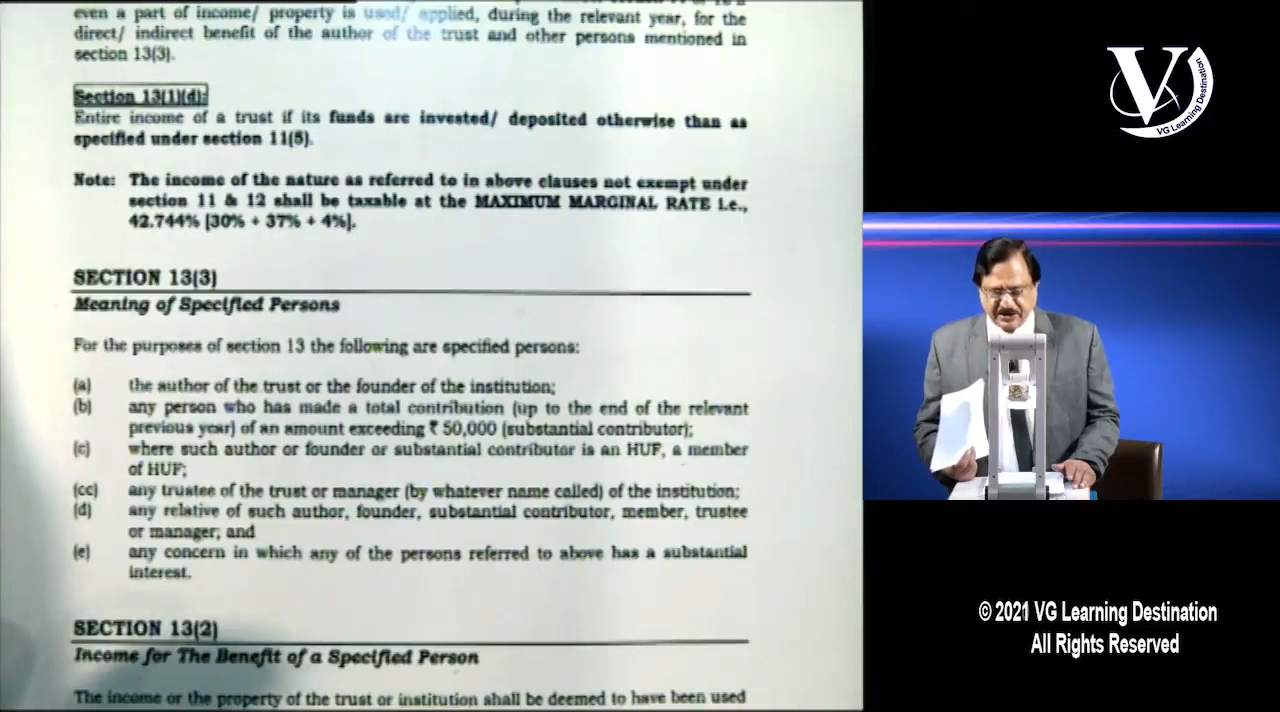 even a part of income/ property is used/ applied, during the relevant year, for the
direct/ indirect benefit of the author of the trust and other persons mentioned in
section 13(3).
Section 13(1)(d):
Entire income of a trust if its funds are invested/ deposited otherwise than as
specified under section 11(5).
Note: The income of the nature as referred to in above clauses not exempt under
section 11 & 12 shall be taxable at the MAXIMUM MARGINAL RATE i.e.,
42.744% [30% + 37% + 4%].
SECTION 13(3)
Meaning of Specified Persons
For the purposes of section 13 the following are specified persons:
(a) the author of the trust or the founder of the institution;
(b) any person who has made a total contribution (up to the end of the relevant
previous year) of an amount exceeding ₹ 50,000 (substantial contributor);
(c) where such author or founder or substantial contributor is an HUF, a member
of HUF;
(cc) any trustee of the trust or manager (by whatever name called) of the institution;
(d) any relative of such author, founder, substantial contributor, member, trustee
or manager; and
(e) any concern in which any of the persons referred to above has a substantial
interest.
SECTION 13(2)
Income for The Benefit of a Specified Person
The income or the property of the trust or institution shall be deemed to have been used
V
VG Learning Destination
© 2021 VG Learning Destination
All Rights Reserved